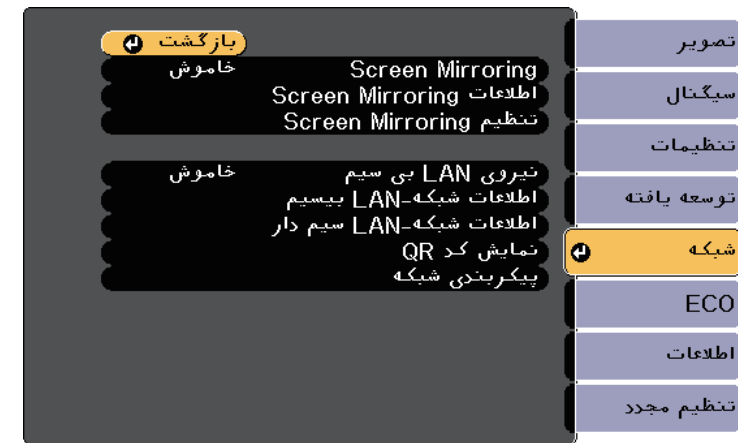 تصویر
سیگنال
تنظیمات
توسعه یافته
شبکه
ECO
اطلاعات
تنظیم مجدد
بازگشت
Screen Mirroring خاموش
اطلاعات Screen Mirroring
تنظیم Screen Mirroring
نیروی LAN بی سیم خاموش
اطلاعات شبکه-LAN بیسیم
اطلاعات شبکه-LAN سیم دار
نمایش کد QR
پیکربندی شبکه